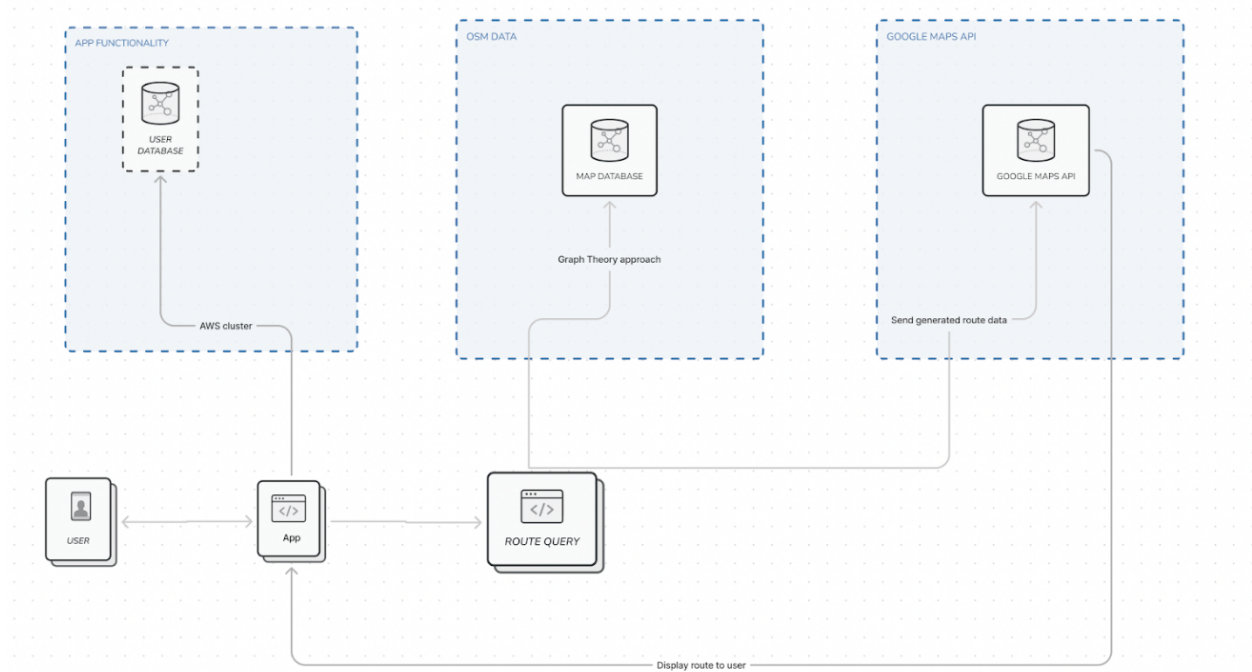 APP FUNCTIONALITY
USER
DATABASE
AWS cluster
OSM DATA
MAP DATABASE
Graph Theory approach
GOOGLE MAPS API
GOOGLE MAPS API
Send generated route data
USER
App
</>
ROUTE QUERY
</>
Display route to user